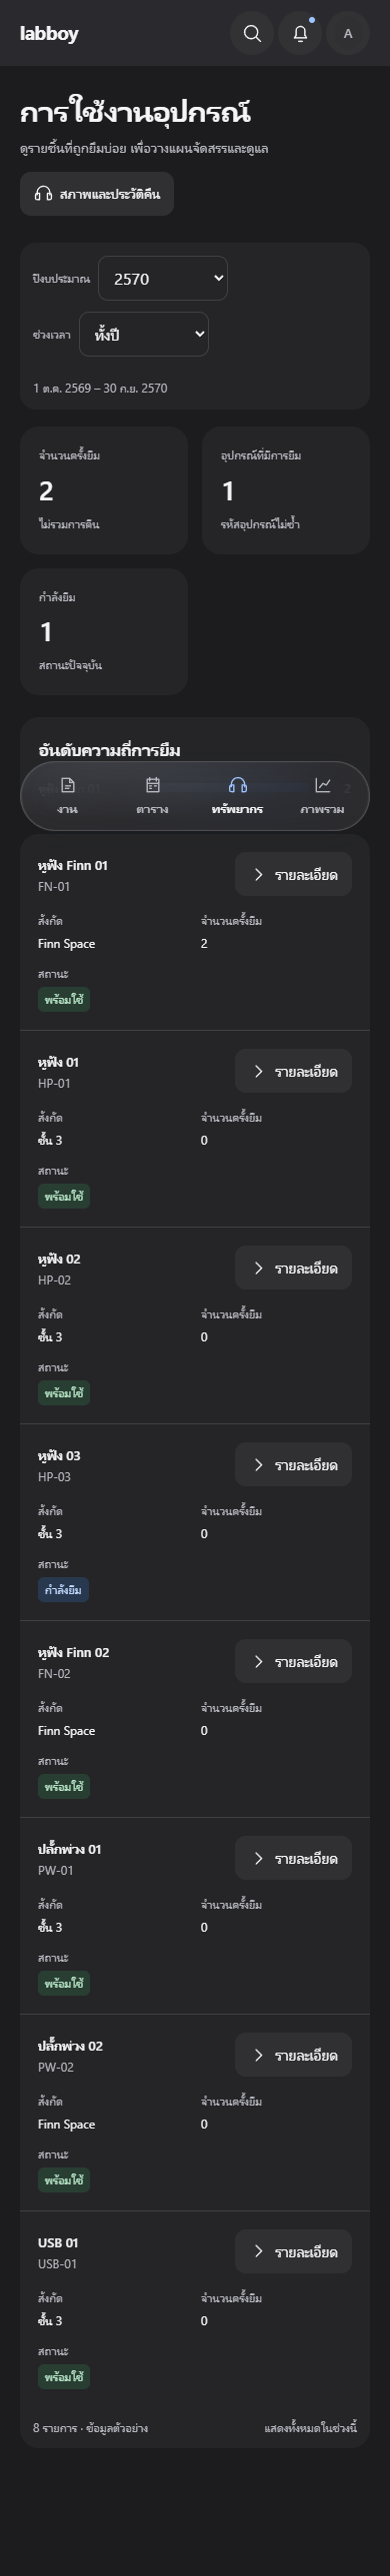 labboy
A
การใช้งานอุปกรณ์
ดูรายชิ้นที่ถูกยืมบ่อย เพื่อวางแผนจัดสรรและดูแล
สภาพและประวัติคืน
ปีงบประมาณ 2570
ช่วงเวลา ทั้งปี
1 ต.ค. 2569 – 30 ก.ย. 2570
จำนวนครั้งยืม
2
ไม่รวมการคืน
อุปกรณ์ที่มีการยืม
1
รหัสอุปกรณ์ไม่ซ้ำ
กำลังยืม
1
สถานะปัจจุบัน
อันดับความถี่การยืม
หูฟัง Finn 01 2
งาน ตาราง ทรัพยากร ภาพรวม
หูฟัง Finn 01
FN-01
รายละเอียด
สังกัด จำนวนครั้งยืม
Finn Space 2
สถานะ
พร้อมใช้
หูฟัง 01
HP-01
รายละเอียด
สังกัด จำนวนครั้งยืม
ชั้น 3 0
สถานะ
พร้อมใช้
หูฟัง 02
HP-02
รายละเอียด
สังกัด จำนวนครั้งยืม
ชั้น 3 0
สถานะ
พร้อมใช้
หูฟัง 03
HP-03
รายละเอียด
สังกัด จำนวนครั้งยืม
ชั้น 3 0
สถานะ
กำลังยืม
หูฟัง Finn 02
FN-02
รายละเอียด
สังกัด จำนวนครั้งยืม
Finn Space 0
สถานะ
พร้อมใช้
ปลั๊กพ่วง 01
PW-01
รายละเอียด
สังกัด จำนวนครั้งยืม
ชั้น 3 0
สถานะ
พร้อมใช้
ปลั๊กพ่วง 02
PW-02
รายละเอียด
สังกัด จำนวนครั้งยืม
Finn Space 0
สถานะ
พร้อมใช้
USB 01
USB-01
รายละเอียด
สังกัด จำนวนครั้งยืม
ชั้น 3 0
สถานะ
พร้อมใช้
8 รายการ · ข้อมูลตัวอย่าง แสดงทั้งหมดในช่วงนี้